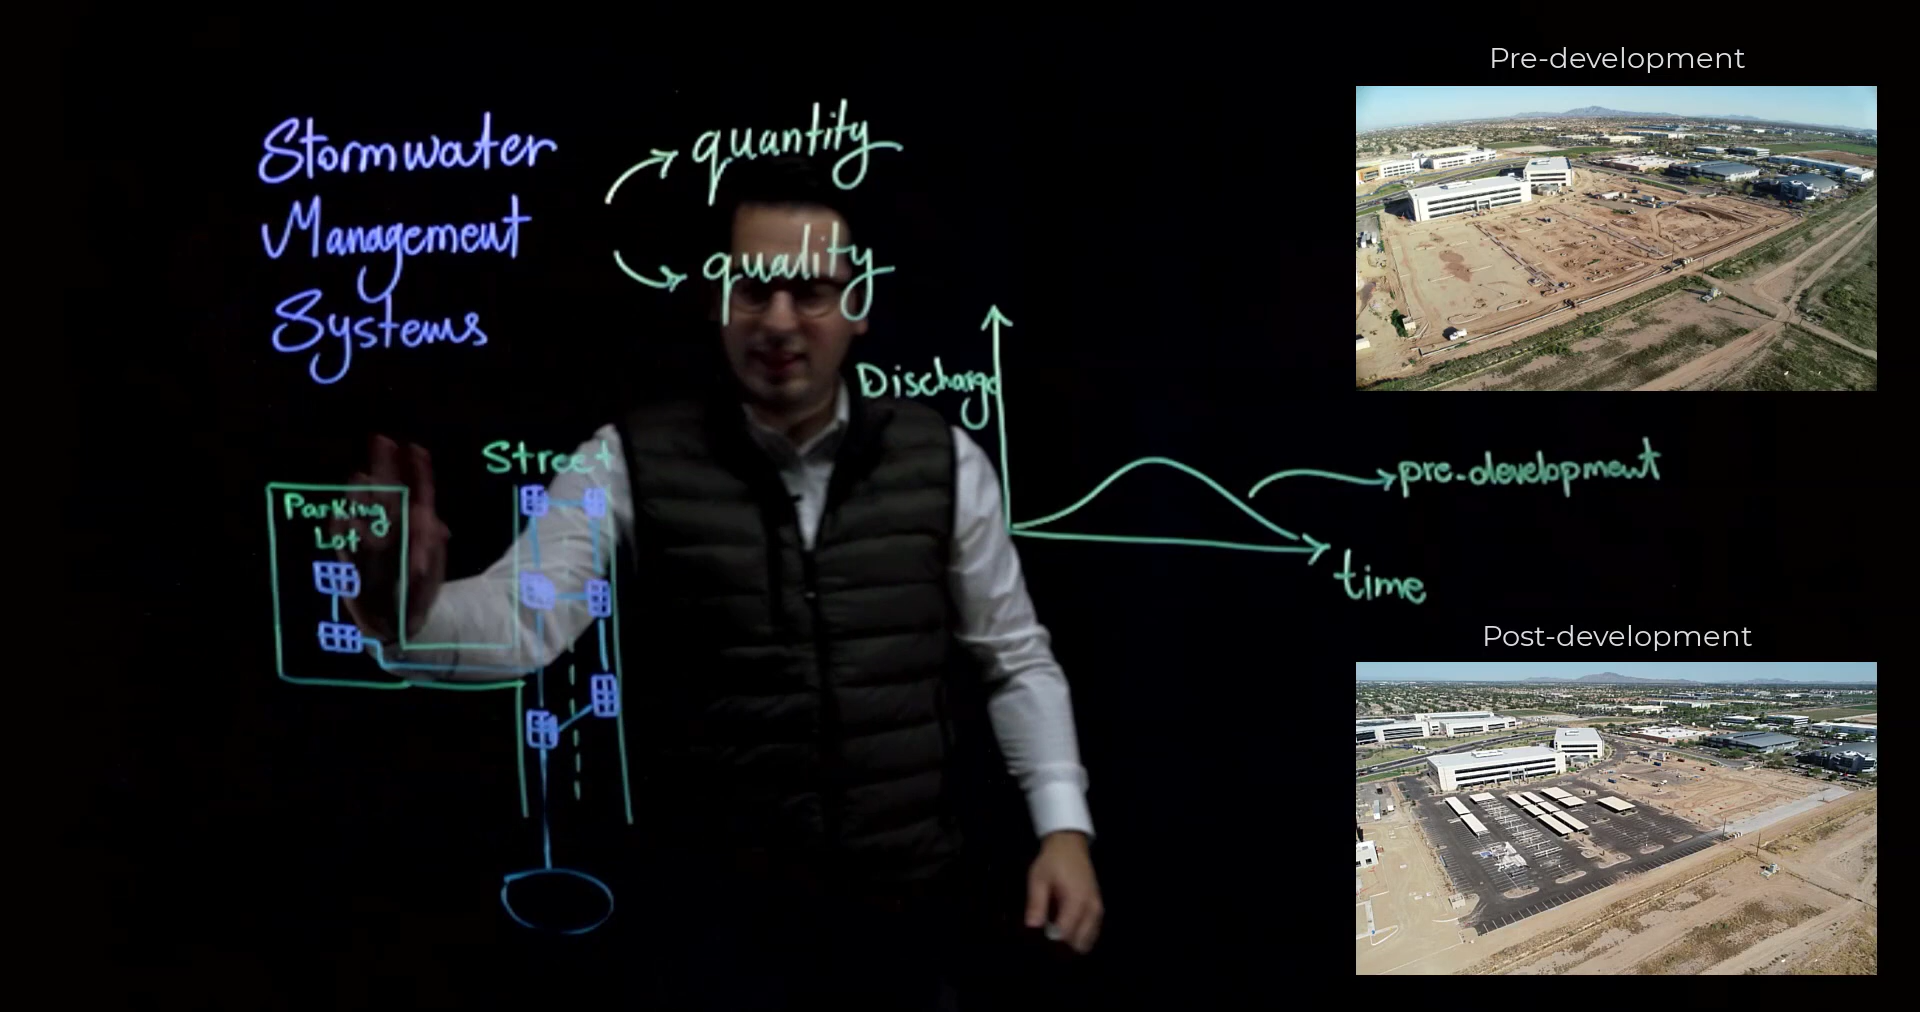 Stormwater
Management
Systems
quantity
quality
Pre-development
Discharge
pre-development
time
Street
Parking
Lot
Post-development